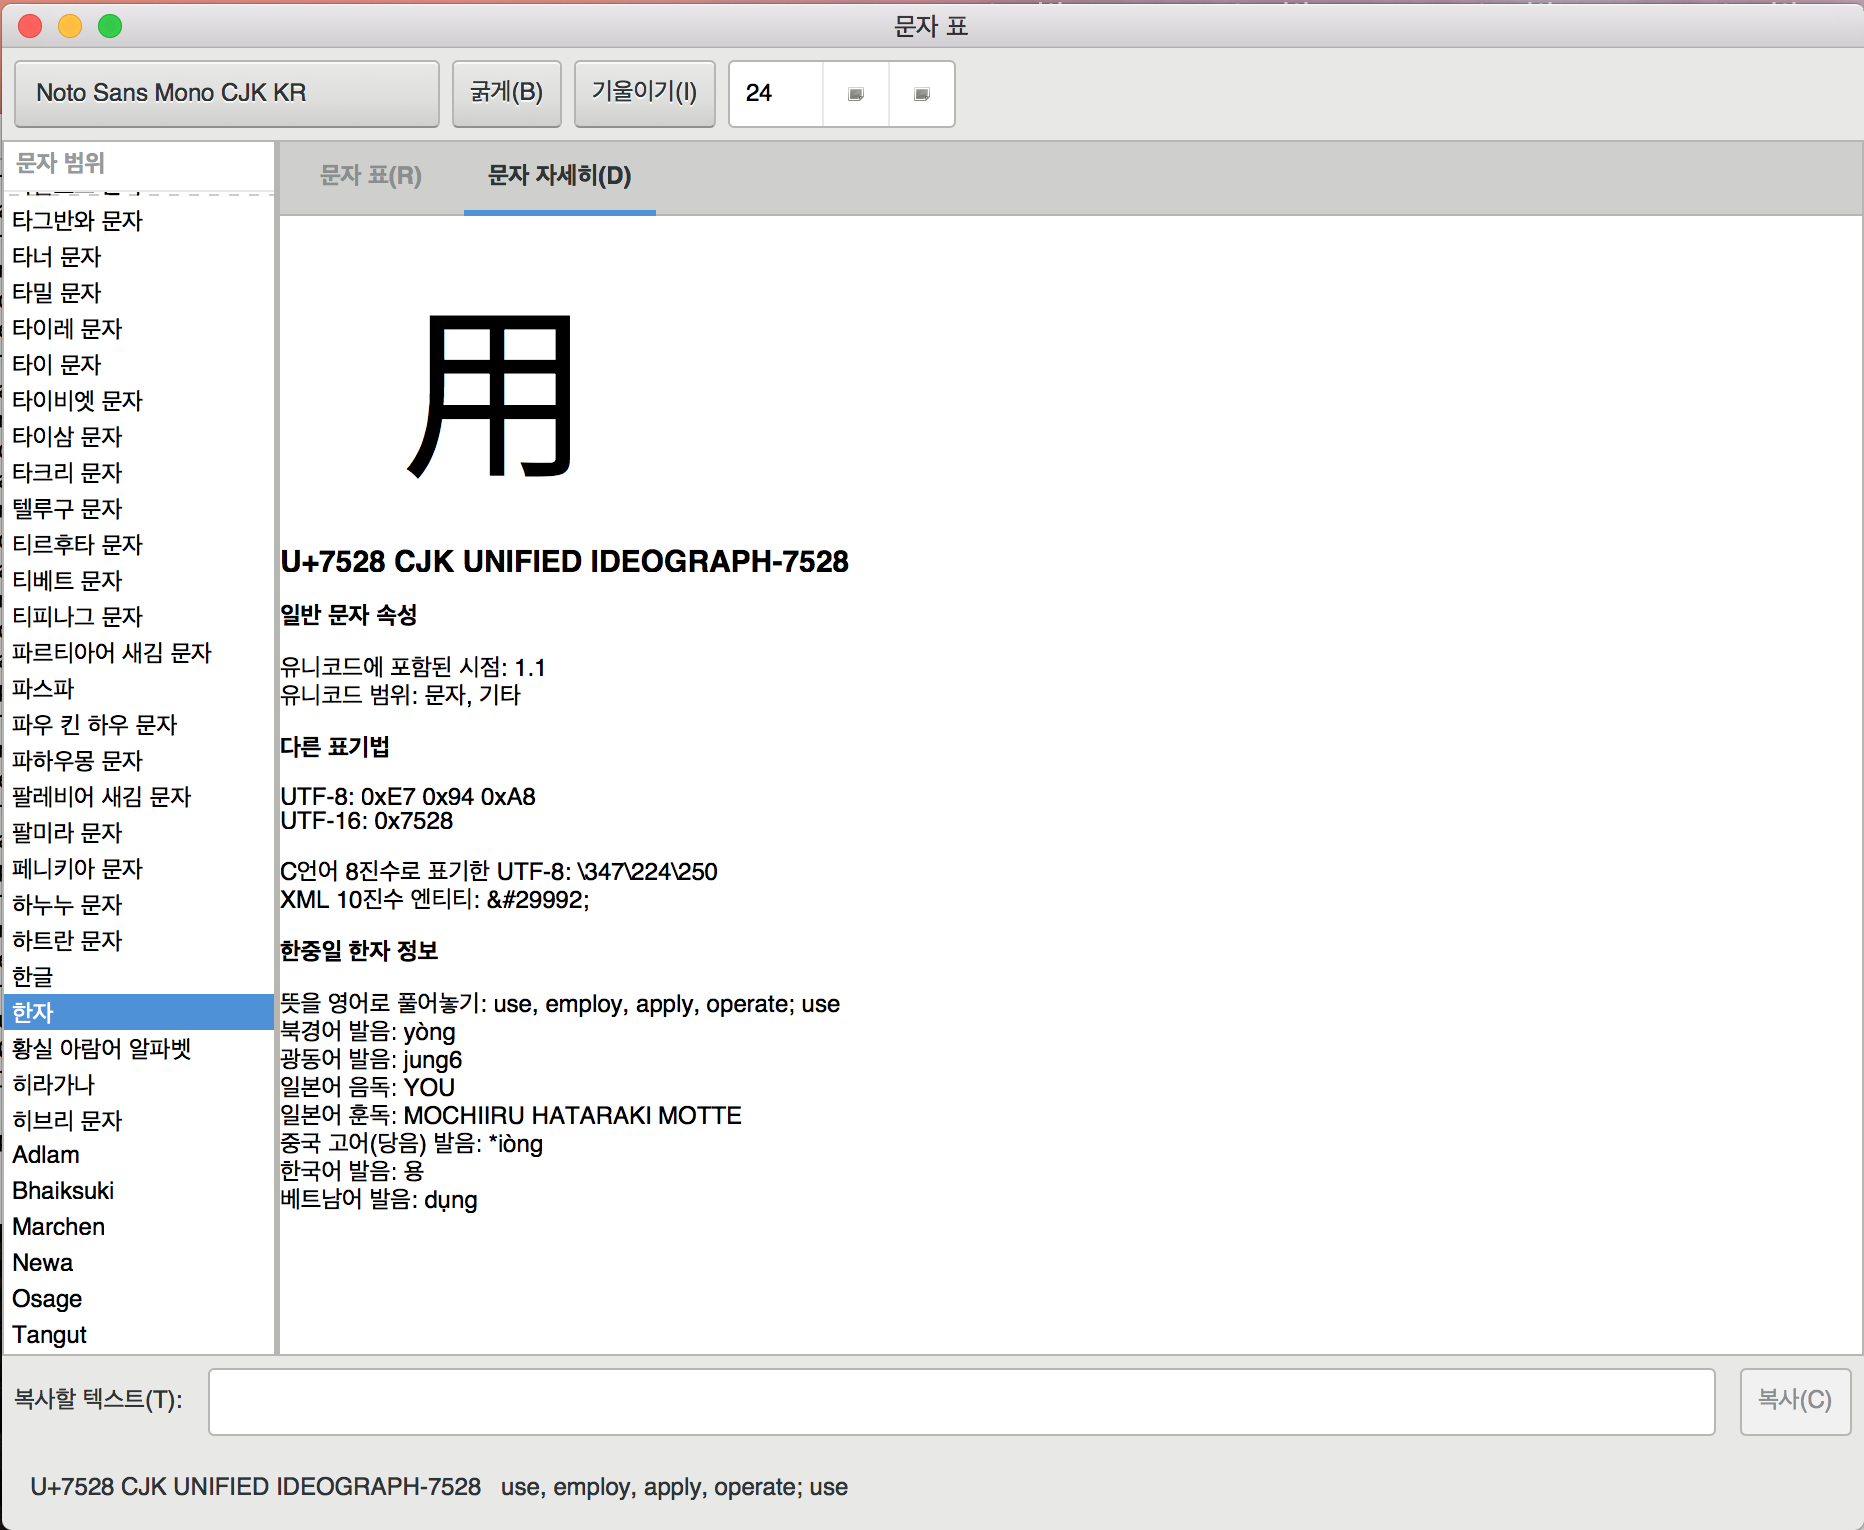 문자 표
Noto Sans Mono CJK KR
굵게(B)
기울이기(I)
24
문자 범위
문자 표(R)
문자 자세히(D)
타그반와 문자
타너 문자
타밀 문자
타이레 문자
타이 문자
타이비엣 문자
타이삼 문자
타크리 문자
텔루구 문자
티르후타 문자
티베트 문자
티피나그 문자
파르티아어 새김 문자
파스파
파우 킨 하우 문자
파하우몽 문자
팔레비어 새김 문자
팔미라 문자
페니키아 문자
하누누 문자
하트란 문자
한글
한자
황실 아람어 알파벳
히라가나
히브리 문자
Adlam
Bhaiksuki
Marchen
Newa
Osage
Tangut
用
U+7528 CJK UNIFIED IDEOGRAPH-7528
일반 문자 속성
유니코드에 포함된 시점: 1.1
유니코드 범위: 문자, 기타
다른 표기법
UTF-8: 0xE7 0x94 0xA8
UTF-16: 0x7528
C언어 8진수로 표기한 UTF-8: \347\224\250
XML 10진수 엔티티: &#29992;
한중일 한자 정보
뜻을 영어로 풀어놓기: use, employ, apply, operate; use
북경어 발음: yòng
광동어 발음: jung6
일본어 음독: YOU
일본어 훈독: MOCHIIRU HATARAKI MOTTE
중국 고어(당음) 발음: *iòng
한국어 발음: 용
베트남어 발음: dụng
복사할 텍스트(T):
복사(C)
U+7528 CJK UNIFIED IDEOGRAPH-7528 use, employ, apply, operate; use